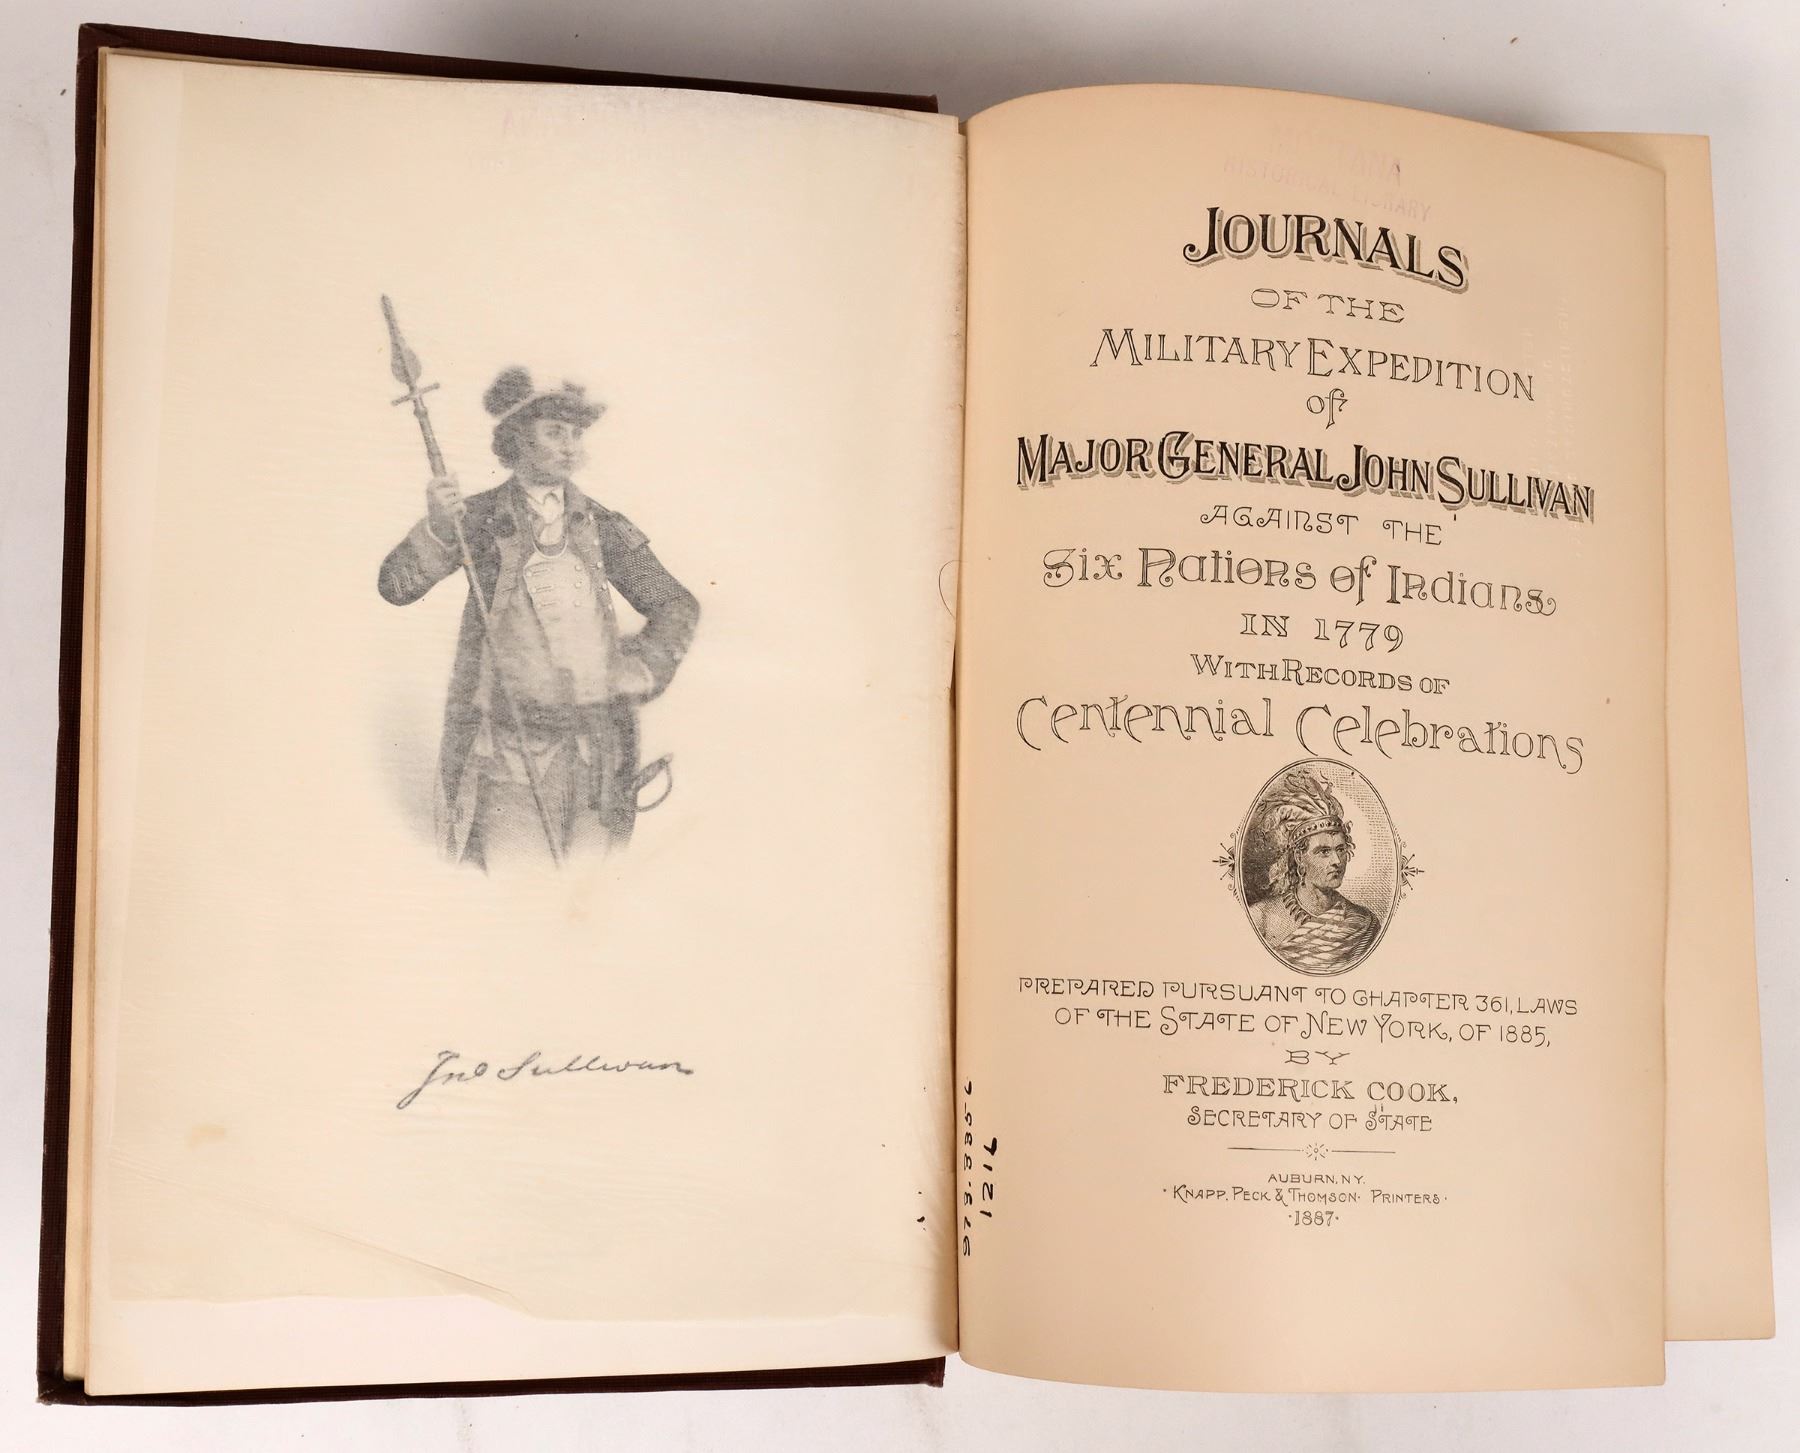 Jno Sullivan
MONTANA
HISTORICAL LIBRARY
JOURNALS
OF THE
MILITARY EXPEDITION
of
MAJOR GENERAL JOHN SULLIVAN
AGAINST THE
Six Nations of Indians
IN 1779
WITH RECORDS OF
Centennial Celebrations
PREPARED PURSUANT TO CHAPTER 361, LAWS
OF THE STATE OF NEW YORK, OF 1885,
BY
FREDERICK COOK,
SECRETARY OF STATE
AUBURN, N.Y.
KNAPP, PECK & THOMSON PRINTERS
1887